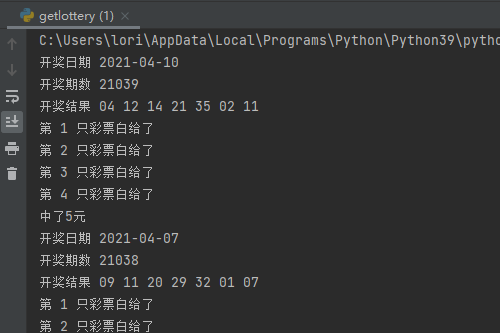 getlottery (1)
C:\Users\lori\AppData\Local\Programs\Python\Python39\pytho
开奖日期 2021-04-10
开奖期数 21039
开奖结果 04 12 14 21 35 02 11
第 1 只彩票白给了
第 2 只彩票白给了
第 3 只彩票白给了
第 4 只彩票白给了
中了5元
开奖日期 2021-04-07
开奖期数 21038
开奖结果 09 11 20 29 32 01 07
第 1 只彩票白给了
第 2 只彩票白给了